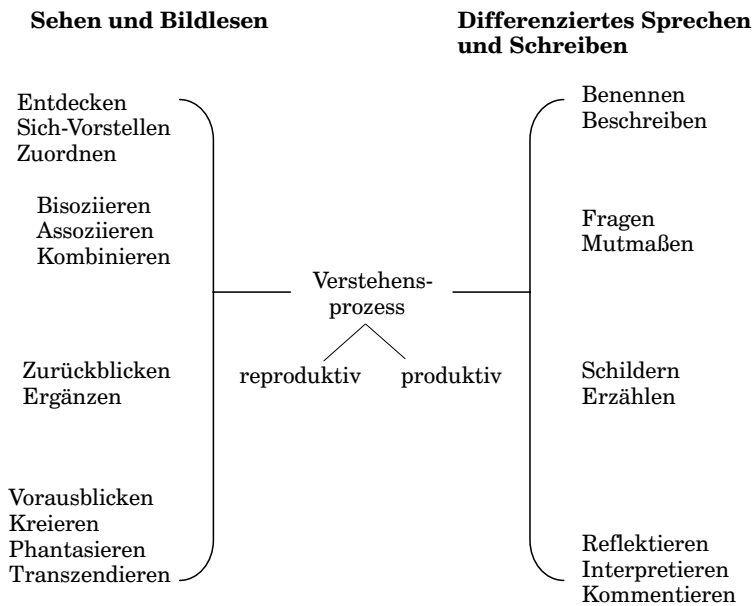 Sehen und Bildlesen
Entdecken
Sich-Vorstellen
Zuordnen
Bisoziieren
Assoziieren
Kombinieren
Zurückblicken
Ergänzen
Vorausblicken
Kreieren
Phantasieren
Transzendieren
Verstehens-
prozess
reproduktiv produktiv
Differenziertes Sprechen
und Schreiben
Benennen
Beschreiben
Fragen
Mutmaßen
Schildern
Erzählen
Reflektieren
Interpretieren
Kommentieren